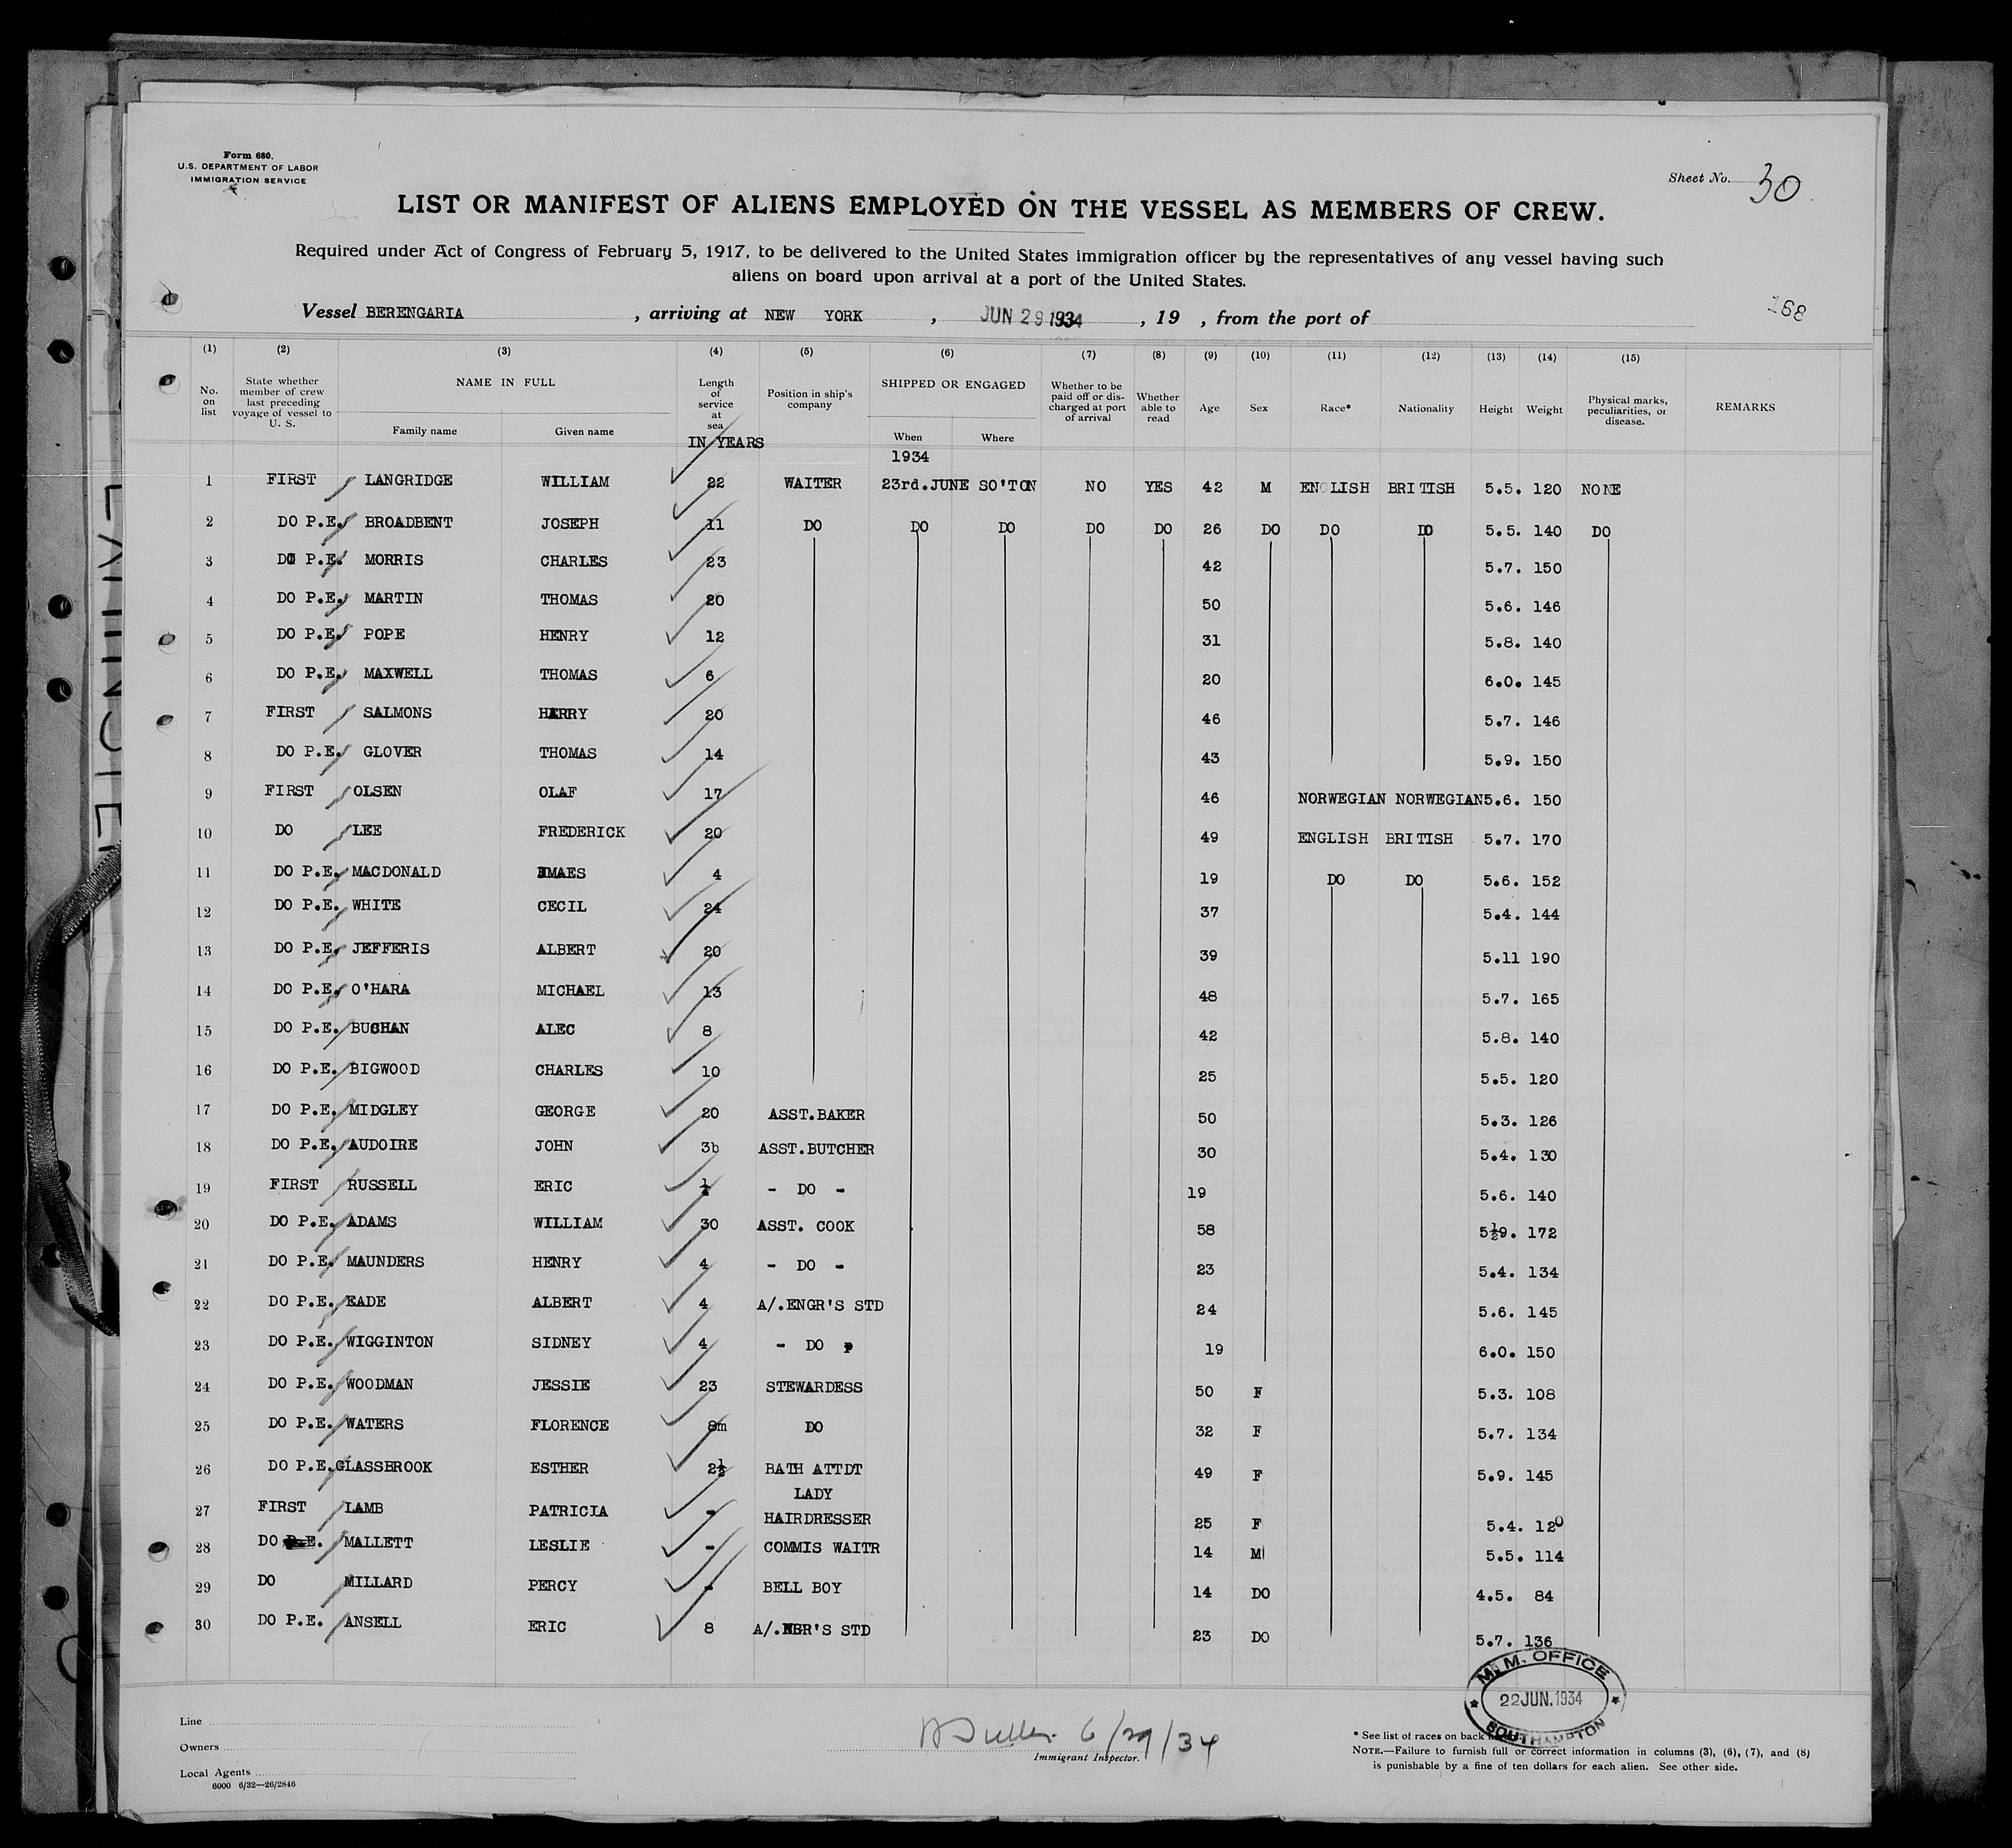 Form 680.
U.S. DEPARTMENT OF LABOR
IMMIGRATION SERVICE
Sheet No. 30
LIST OR MANIFEST OF ALIENS EMPLOYED ON THE VESSEL AS MEMBERS OF CREW.
Required under Act of Congress of February 5, 1917, to be delivered to the United States immigration officer by the representatives of any vessel having such
aliens on board upon arrival at a port of the United States.
Vessel BERENGARIA , arriving at NEW YORK , JUN 29 1934 , 19 , from the port of
168
(1) (2) (3) (4) (5) (6) (7) (8) (9) (10) (11) (12) (13) (14) (15)
No. on list State whether member of crew last preceding voyage of vessel to U. S. NAME IN FULL Family name Given name Length of service at sea IN YEARS Position in ship's company SHIPPED OR ENGAGED When Where Whether to be paid off or discharged at port of arrival Whether able to read Age Sex Race* Nationality Height Weight Physical marks, peculiarities, or disease. REMARKS
1934
1 FIRST LANGRIDGE WILLIAM 22 WAITER 23rd.JUNE SO'TON NO YES 42 M ENGLISH BRITISH 5.5. 120 NONE
2 DO P.E. BROADBENT JOSEPH 11 DO DO DO DO DO 26 DO DO DO 5.5. 140 DO
3 DO P.E. MORRIS CHARLES 23 42 5.7. 150
4 DO P.E. MARTIN THOMAS 20 50 5.6. 146
5 DO P.E. POPE HENRY 12 31 5.8. 140
6 DO P.E. MAXWELL THOMAS 6 20 6.0. 145
7 FIRST SALMONS HARRY 20 46 5.7. 146
8 DO P.E. GLOVER THOMAS 14 43 5.9. 150
9 FIRST OLSEN OLAF 17 46 NORWEGIAN NORWEGIAN 5.6. 150
10 DO LEE FREDERICK 20 49 ENGLISH BRITISH 5.7. 170
11 DO P.E. MACDONALD 4 19 DO DO 5.6. 152
12 DO P.E. WHITE CECIL 24 37 5.4. 144
13 DO P.E. JEFFERIS ALBERT 20 39 5.11 190
14 DO P.E. O'HARA MICHAEL 13 48 5.7. 165
15 DO P.E. BUCHAN ALEC 8 42 5.8. 140
16 DO P.E. BIGWOOD CHARLES 10 25 5.5. 120
17 DO P.E. MIDGLEY GEORGE 20 ASST.BAKER 50 5.3. 126
18 DO P.E. AUDOIRE JOHN 3b ASST.BUTCHER 30 5.4. 130
19 FIRST RUSSELL ERIC - DO - 19 5.6. 140
20 DO P.E. ADAMS WILLIAM 30 ASST. COOK 58 5½9. 172
21 DO P.E. MAUNDERS HENRY 4 - DO - 23 5.4. 134
22 DO P.E. EADE ALBERT 4 A/.ENGR'S STD 24 5.6. 145
23 DO P.E. WIGGINTON SIDNEY 4 - DO 19 6.0. 150
24 DO P.E. WOODMAN JESSIE 23 STEWARDESS 50 F 5.3. 108
25 DO P.E. WATERS FLORENCE 8m DO 32 F 5.7. 134
26 DO P.E. GLASSBROOK ESTHER 2½ BATH ATTDT 49 F 5.9. 145
27 FIRST LAMB PATRICIA - LADY HAIRDRESSER 25 F 5.4. 120
28 DO P.E. MALLETT LESLIE - COMMIS WAITR 14 M 5.5. 114
29 DO MILLARD PERCY - BELL BOY 14 DO 4.5. 84
30 DO P.E. ANSELL ERIC 8 A/. STD 23 DO 5.7. 136
M.M. OFFICE
22 JUN. 1934
SOUTHAMPTON
Line
Owners
Local Agents
6000 6/32—26/2846
6/29/34
Immigrant Inspector.
* See list of races on back
NOTE.—Failure to furnish full or correct information in columns (3), (6), (7), and (8)
is punishable by a fine of ten dollars for each alien. See other side.